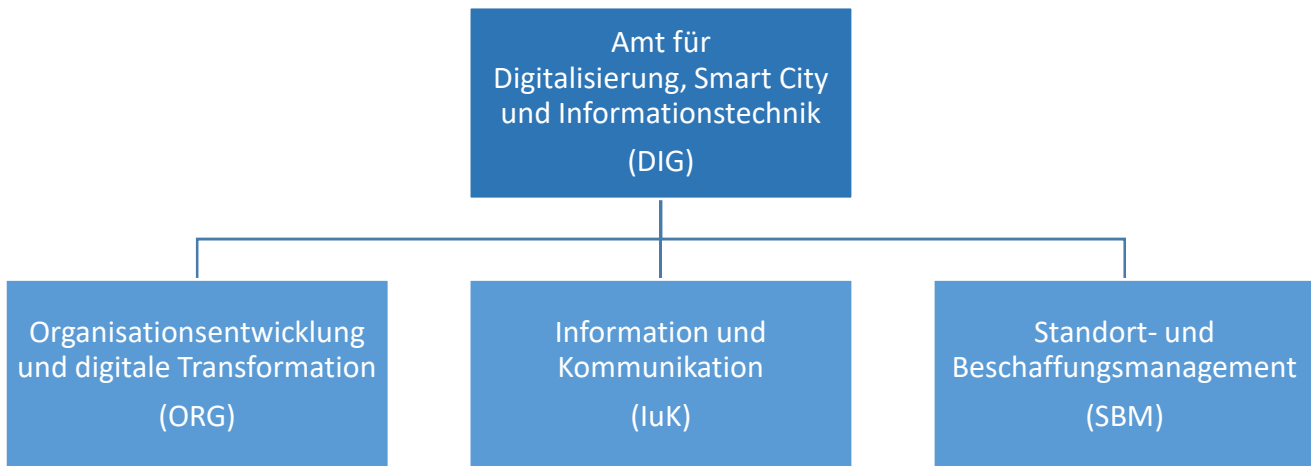 Amt für
Digitalisierung, Smart City
und Informationstechnik
(DIG)
Organisationsentwicklung
und digitale Transformation
(ORG)
Information und
Kommunikation
(IuK)
Standort- und
Beschaffungsmanagement
(SBM)